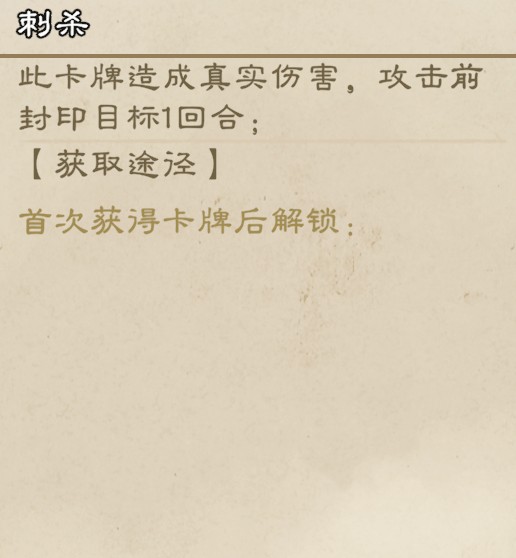 刺杀
此卡牌造成真实伤害，攻击前
封印目标1回合；
【获取途径】
首次获得卡牌后解锁；